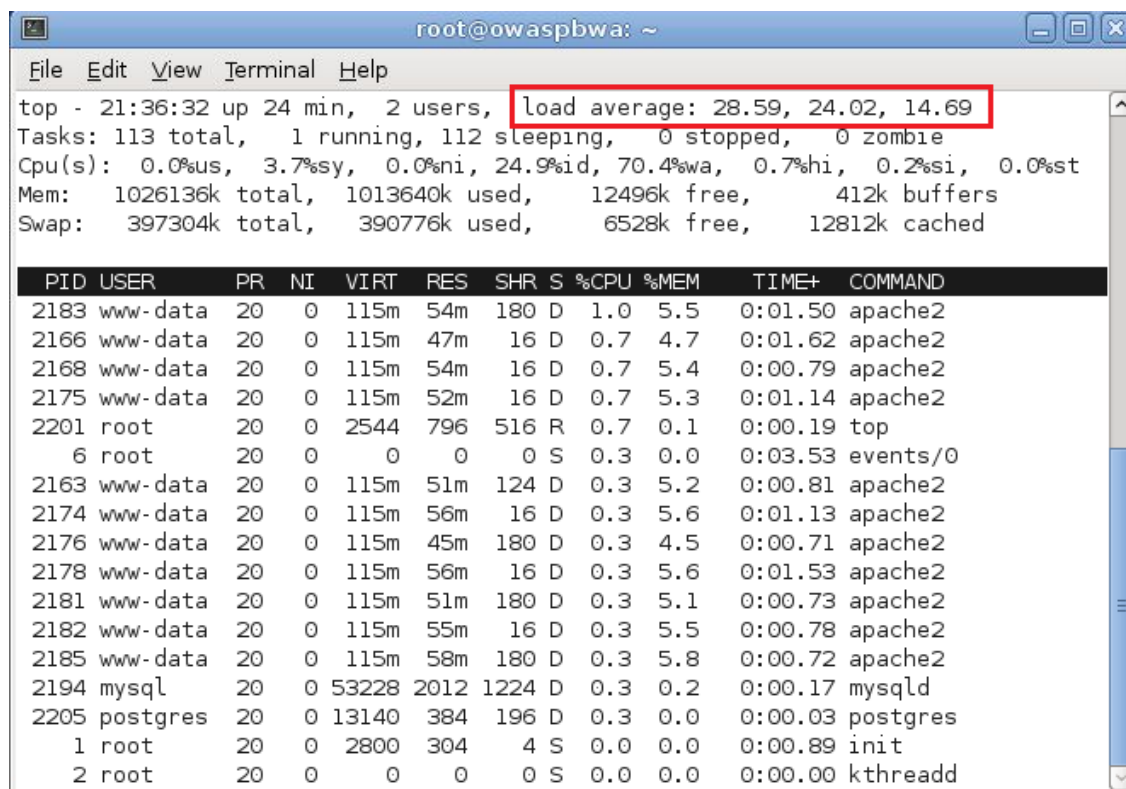 root@owaspbwa: ~
File Edit View Terminal Help
top - 21:36:32 up 24 min,  2 users,  load average: 28.59, 24.02, 14.69
Tasks: 113 total,   1 running, 112 sleeping,   0 stopped,   0 zombie
Cpu(s):  0.0%us,  3.7%sy,  0.0%ni, 24.9%id, 70.4%wa,  0.7%hi,  0.2%si,  0.0%st
Mem:   1026136k total,  1013640k used,    12496k free,      412k buffers
Swap:   397304k total,   390776k used,     6528k free,    12812k cached
PID USER PR NI VIRT RES SHR S %CPU %MEM TIME+ COMMAND
2183 www-data 20 0 115m 54m 180 D 1.0 5.5 0:01.50 apache2
2166 www-data 20 0 115m 47m 16 D 0.7 4.7 0:01.62 apache2
2168 www-data 20 0 115m 54m 16 D 0.7 5.4 0:00.79 apache2
2175 www-data 20 0 115m 52m 16 D 0.7 5.3 0:01.14 apache2
2201 root 20 0 2544 796 516 R 0.7 0.1 0:00.19 top
6 root 20 0 0 0 0 S 0.3 0.0 0:03.53 events/0
2163 www-data 20 0 115m 51m 124 D 0.3 5.2 0:00.81 apache2
2174 www-data 20 0 115m 56m 16 D 0.3 5.6 0:01.13 apache2
2176 www-data 20 0 115m 45m 180 D 0.3 4.5 0:00.71 apache2
2178 www-data 20 0 115m 56m 16 D 0.3 5.6 0:01.53 apache2
2181 www-data 20 0 115m 51m 180 D 0.3 5.1 0:00.73 apache2
2182 www-data 20 0 115m 55m 16 D 0.3 5.5 0:00.78 apache2
2185 www-data 20 0 115m 58m 180 D 0.3 5.8 0:00.72 apache2
2194 mysql 20 0 53228 2012 1224 D 0.3 0.2 0:00.17 mysqld
2205 postgres 20 0 13140 384 196 D 0.3 0.0 0:00.03 postgres
1 root 20 0 2800 304 4 S 0.0 0.0 0:00.89 init
2 root 20 0 0 0 0 S 0.0 0.0 0:00.00 kthreadd